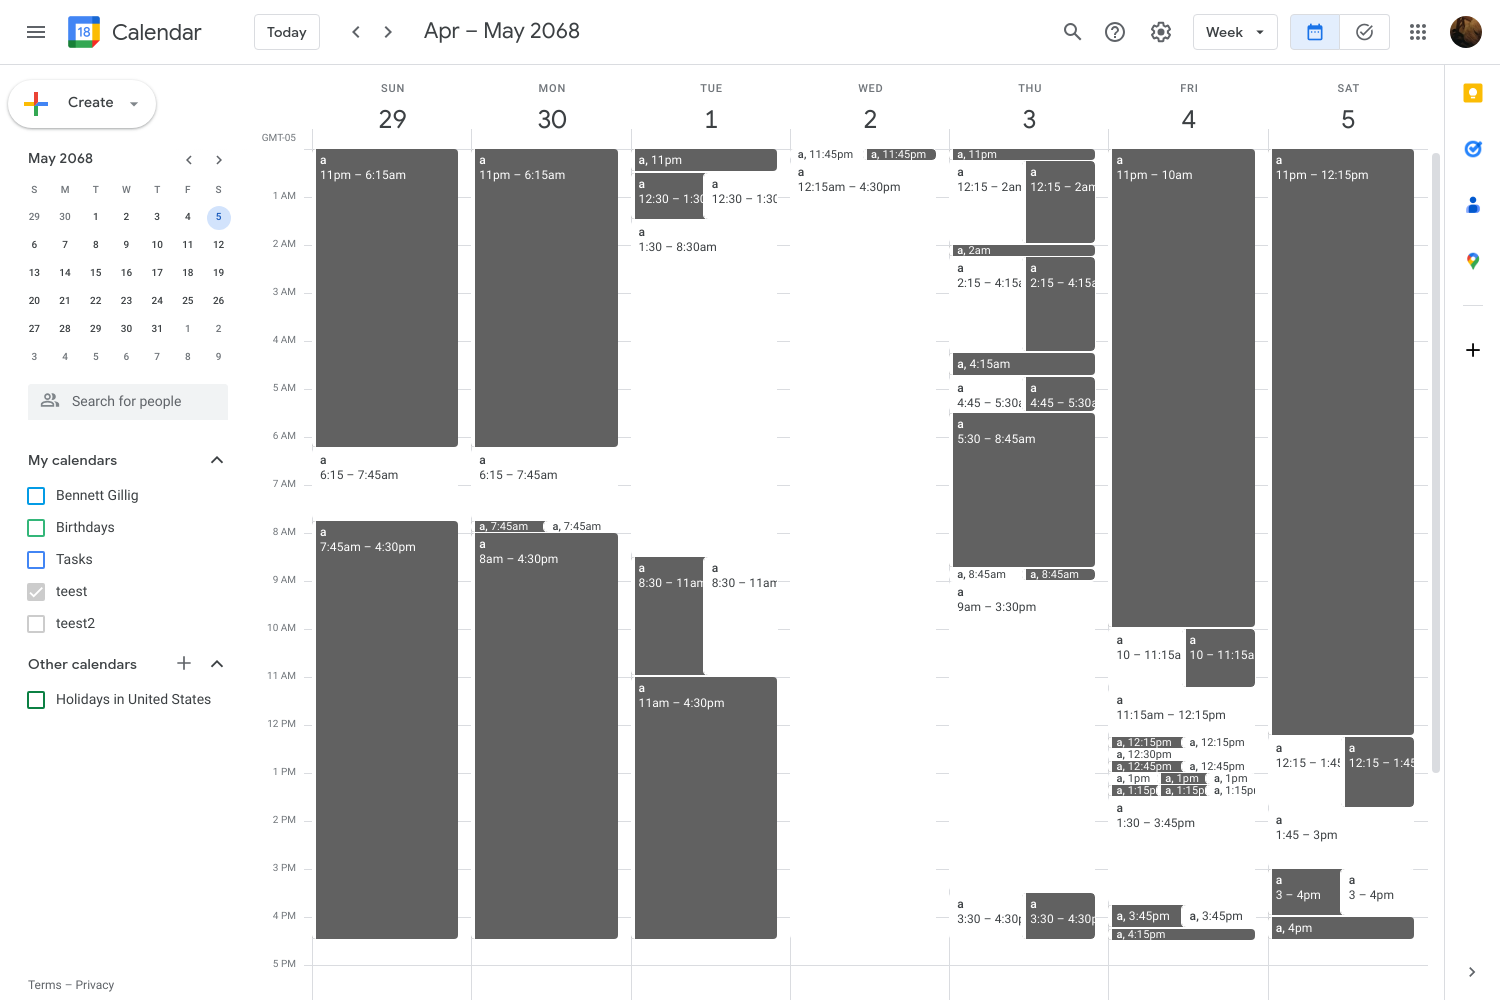 18 Calendar Today Apr – May 2068 Week
Create
May 2068
S M T W T F S
29 30 1 2 3 4 5
6 7 8 9 10 11 12
13 14 15 16 17 18 19
20 21 22 23 24 25 26
27 28 29 30 31 1 2
3 4 5 6 7 8 9
Search for people
My calendars
Bennett Gillig
Birthdays
Tasks
teest
teest2
Other calendars
Holidays in United States
Terms – Privacy
SUN MON TUE WED THU FRI SAT
29 30 1 2 3 4 5
GMT-05
1 AM
2 AM
3 AM
4 AM
5 AM
6 AM
7 AM
8 AM
9 AM
10 AM
11 AM
12 PM
1 PM
2 PM
3 PM
4 PM
5 PM
a
11pm – 6:15am
a
6:15 – 7:45am
a
7:45am – 4:30pm
a
11pm – 6:15am
a
6:15 – 7:45am
a, 7:45am a, 7:45am
a
8am – 4:30pm
a, 11pm
a a
12:30 – 1:30 12:30 – 1:30
a
1:30 – 8:30am
a a
8:30 – 11am 8:30 – 11am
a
11am – 4:30pm
a, 11:45pm a, 11:45pm
a
12:15am – 4:30pm
a, 11pm
a a
12:15 – 2am 12:15 – 2am
a, 2am
a a
2:15 – 4:15a 2:15 – 4:15a
a, 4:15am
a a
4:45 – 5:30a 4:45 – 5:30a
a
5:30 – 8:45am
a, 8:45am a, 8:45am
a
9am – 3:30pm
a a
3:30 – 4:30p 3:30 – 4:30p
a
11pm – 10am
a a
10 – 11:15a 10 – 11:15a
a
11:15am – 12:15pm
a, 12:15pm a, 12:15pm
a, 12:30pm
a, 12:45pm a, 12:45pm
a, 1pm a, 1pm a, 1pm
a, 1:15p a, 1:15p a, 1:15p
a
1:30 – 3:45pm
a, 3:45pm a, 3:45pm
a, 4:15pm
a
11pm – 12:15pm
a a
12:15 – 1:45 12:15 – 1:45
a
1:45 – 3pm
a a
3 – 4pm 3 – 4pm
a, 4pm